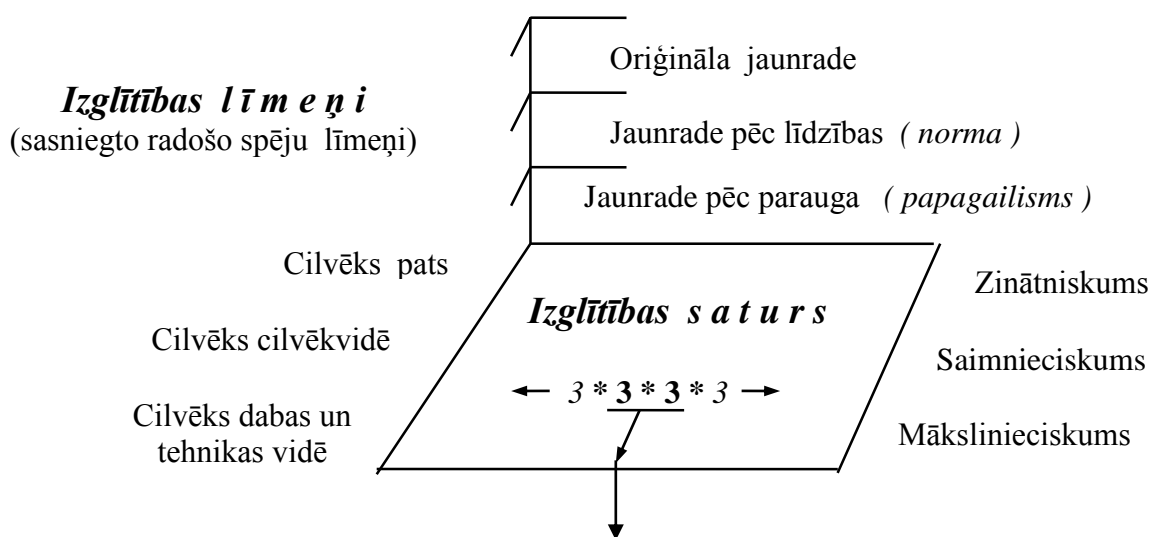 Oriģināla jaunrade
Izglītības l ī m e ņ i
(sasniegto radošo spēju līmeņi)
Jaunrade pēc līdzības ( norma )
Jaunrade pēc parauga ( papagailisms )
Cilvēks pats
Zinātniskums
Izglītības s a t u r s
Cilvēks cilvēkvidē
Saimnieciskums
3 * 3 * 3 * 3
Cilvēks dabas un
tehnikas vidē
Mākslinieciskums